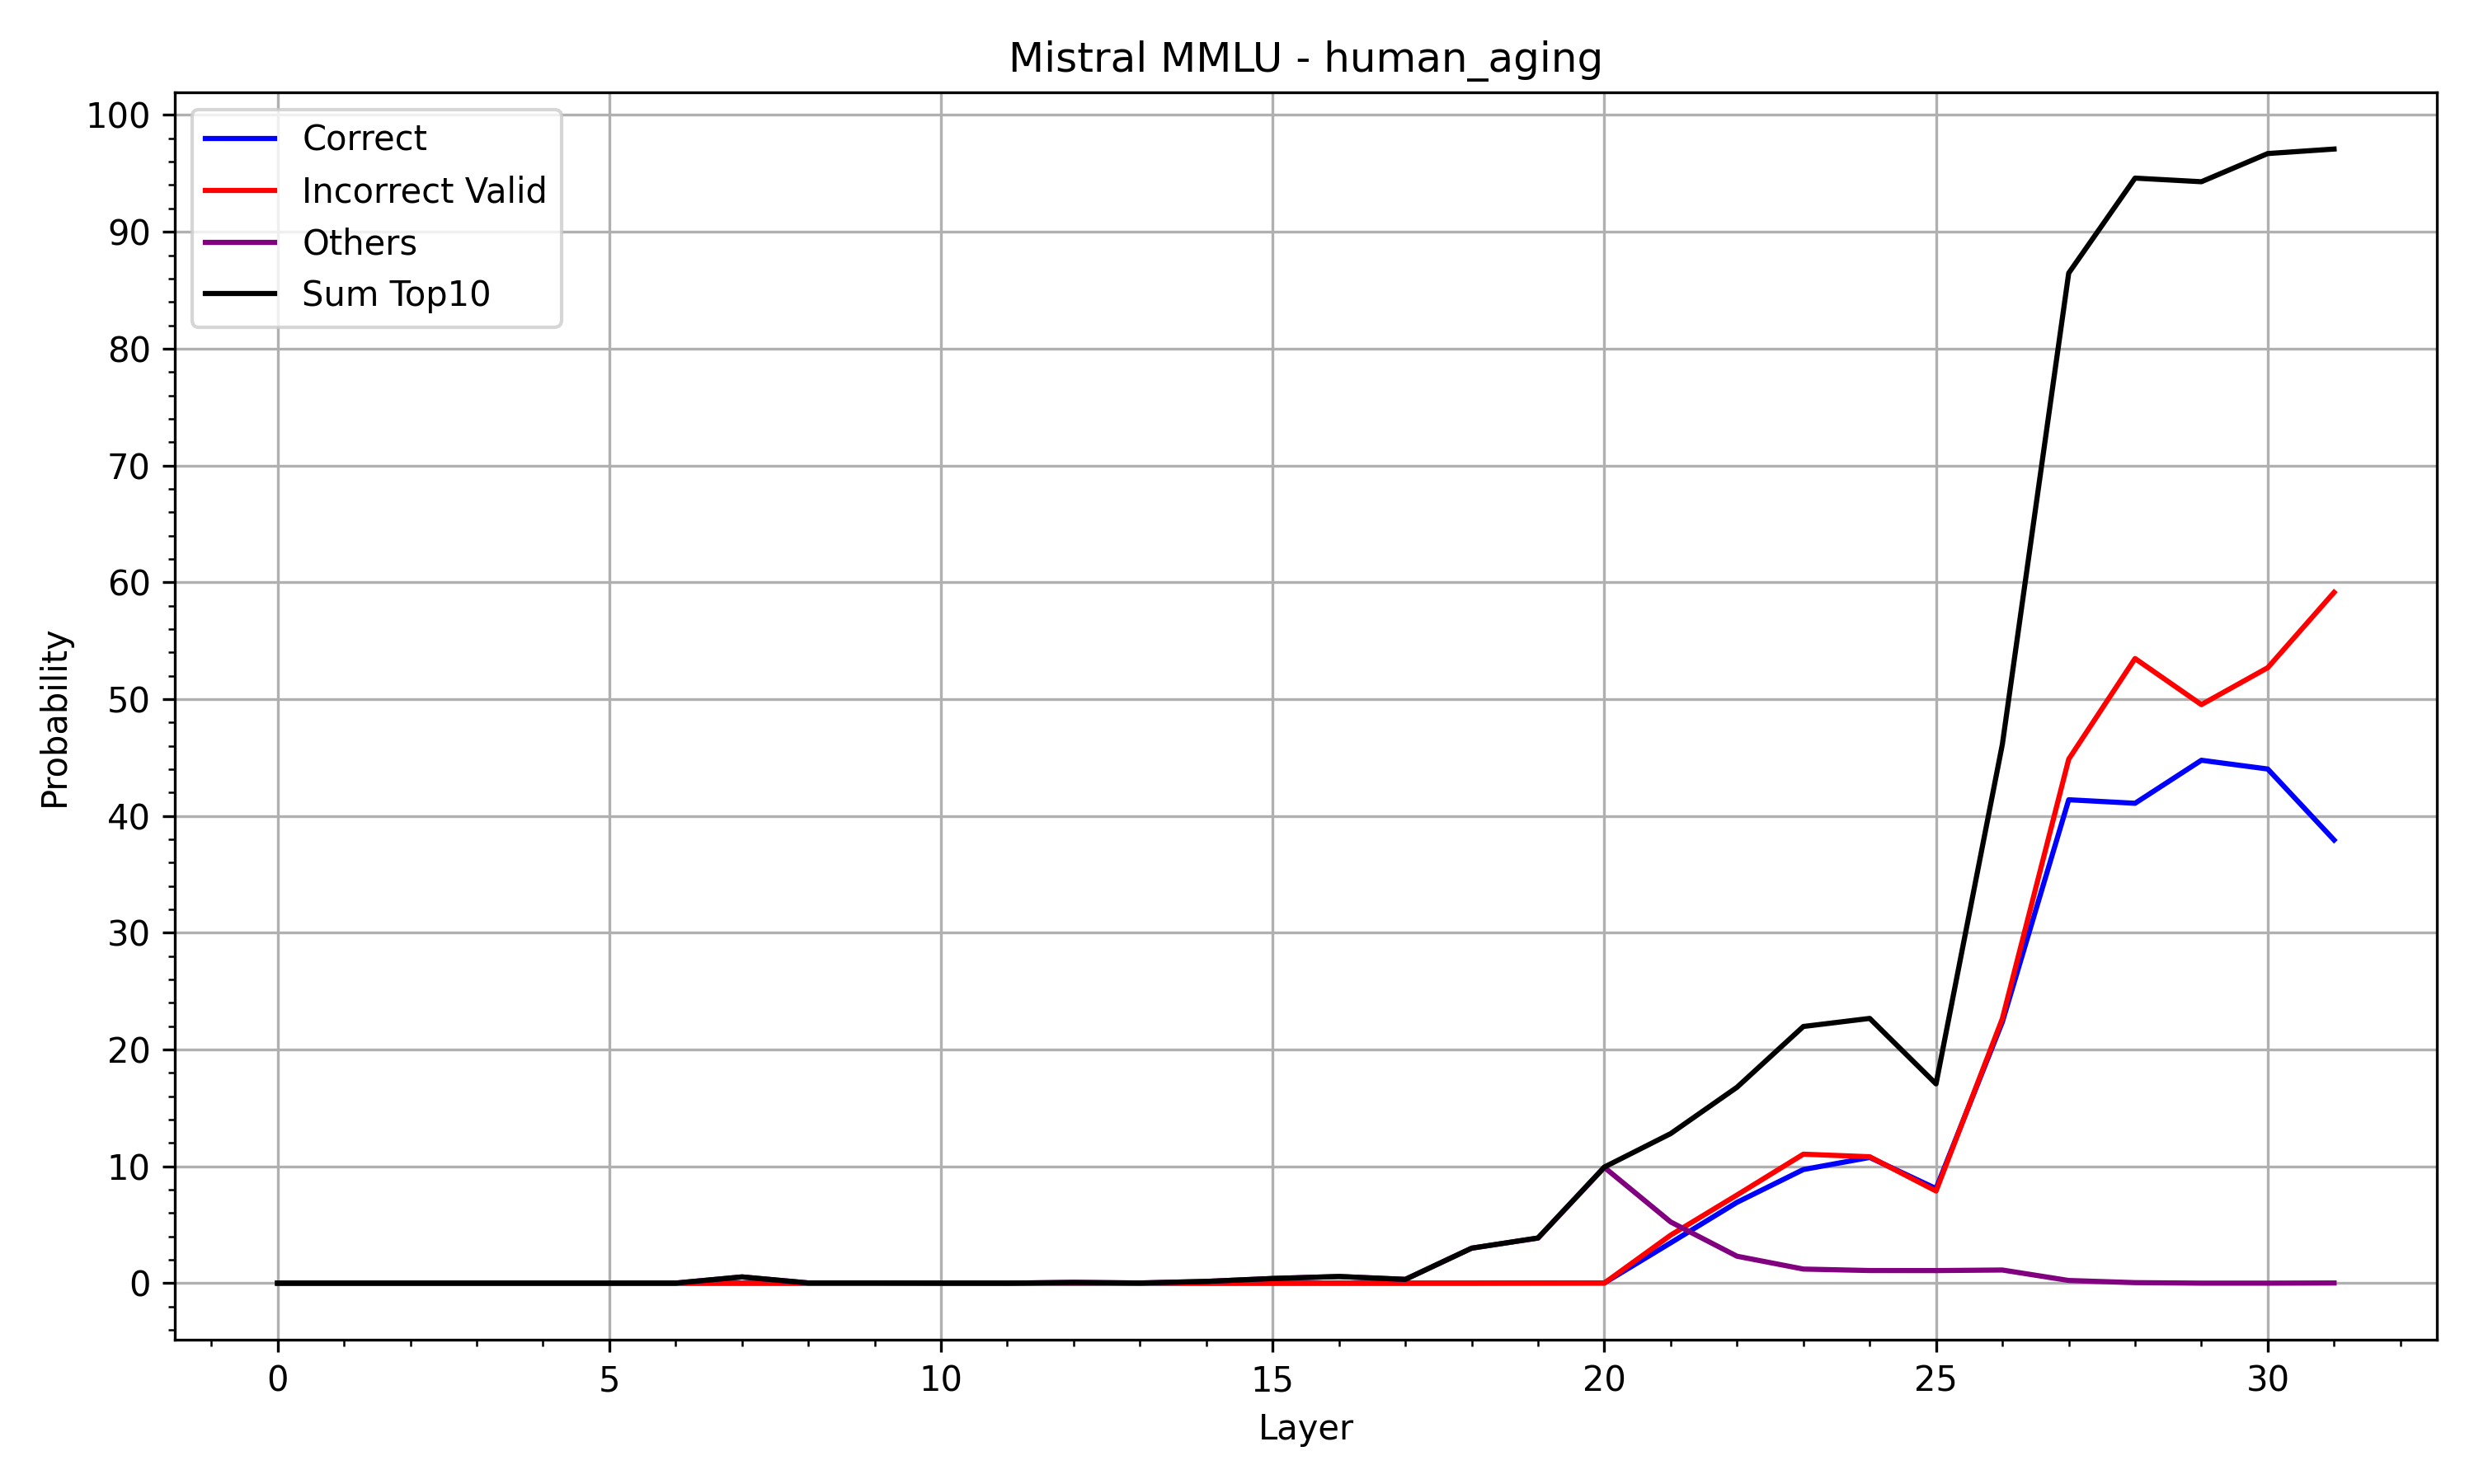 Mistral MMLU - human_aging
100
90
80
70
60
50
40
30
20
10
0
Probability
Correct
Incorrect Valid
Others
Sum Top10
0 5 10 15 20 25 30
Layer